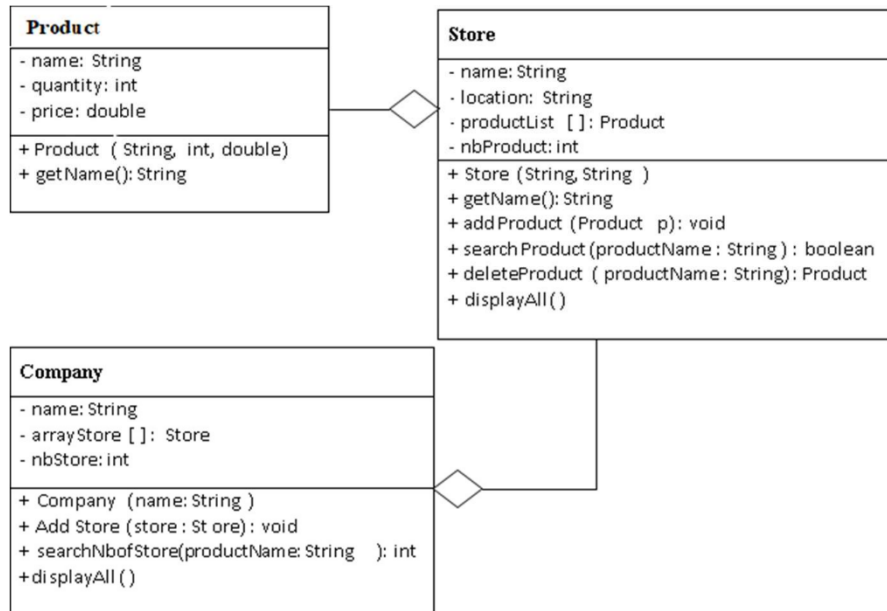 Product
- name: String
- quantity: int
- price: double
+ Product ( String, int, double)
+ getName(): String
Store
- name: String
- location: String
- productList [ ]: Product
- nbProduct: int
+ Store (String, String )
+ getName(): String
+ addProduct (Product p): void
+ searchProduct(productName : String ) : boolean
+ deleteProduct ( productName : String): Product
+ displayAll()
Company
- name: String
- arrayStore [ ]: Store
- nbStore: int
+ Company (name: String )
+ Add Store (store : St ore) : void
+ searchNbofStore(productName: String ): int
+displayAll()